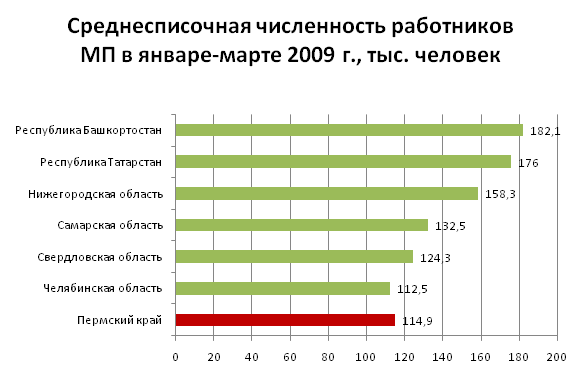 Среднесписочная численность работников
МП в январе-марте 2009 г., тыс. человек
Республика Башкортостан 182,1
Республика Татарстан 176
Нижегородская область 158,3
Самарская область 132,5
Свердловская область 124,3
Челябинская область 112,5
Пермский край 114,9
0 20 40 60 80 100 120 140 160 180 200